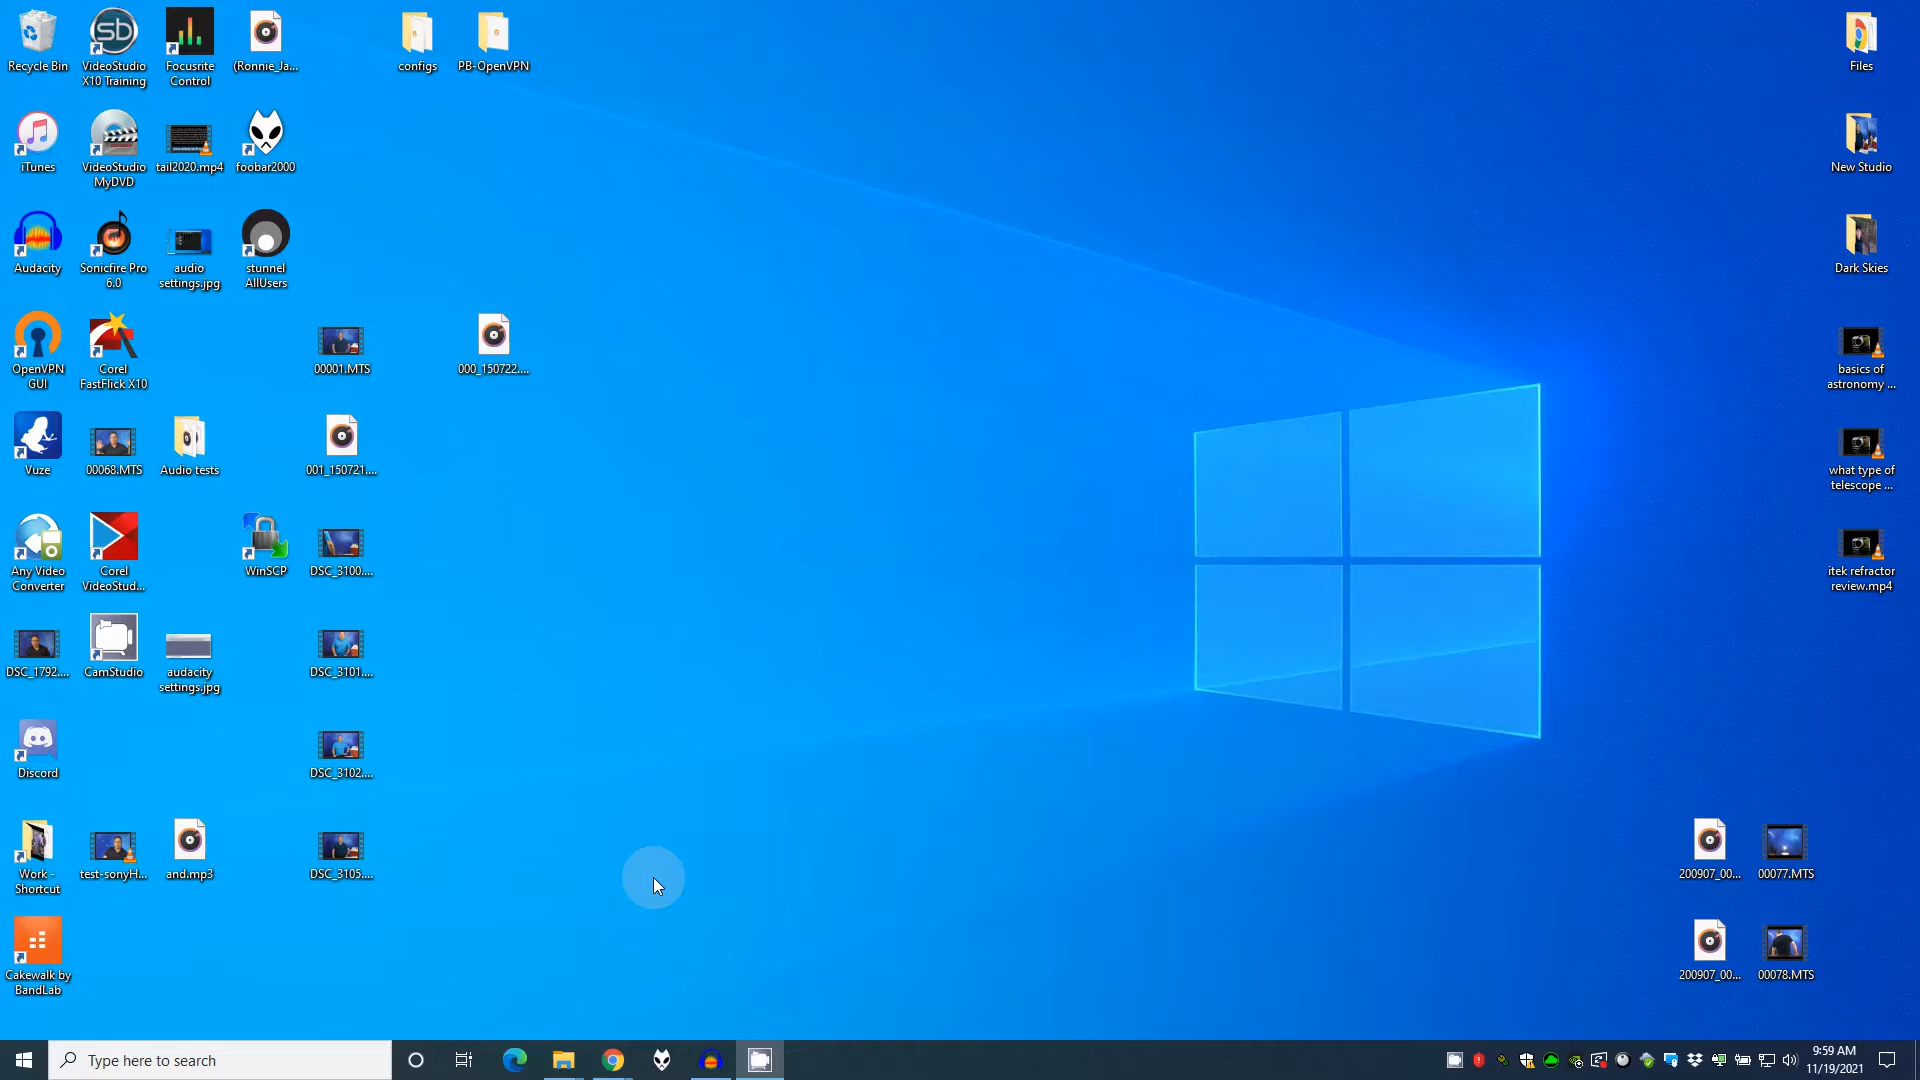 Recycle Bin
VideoStudio
X10 Training
Focusrite
Control
(Ronnie_Ja...
configs
PB-OpenVPN
Files
iTunes
VideoStudio
MyDVD
tail2020.mp4
foobar2000
New Studio
Audacity
Sonicfire Pro
6.0
audio
settings.jpg
stunnel
AllUsers
Dark Skies
OpenVPN
GUI
Corel
FastFlick X10
00001.MTS
000_150722....
basics of
astronomy ...
Vuze
00068.MTS
Audio tests
001_150721....
what type of
telescope ...
Any Video
Converter
Corel
VideoStud...
WinSCP
DSC_3100....
itek refractor
review.mp4
DSC_1792....
CamStudio
audacity
settings.jpg
DSC_3101....
Discord
DSC_3102....
Work -
Shortcut
test-sonyH...
and.mp3
DSC_3105....
200907_00...
00077.MTS
Cakewalk by
BandLab
200907_00...
00078.MTS
Type here to search
9:59 AM
11/19/2021